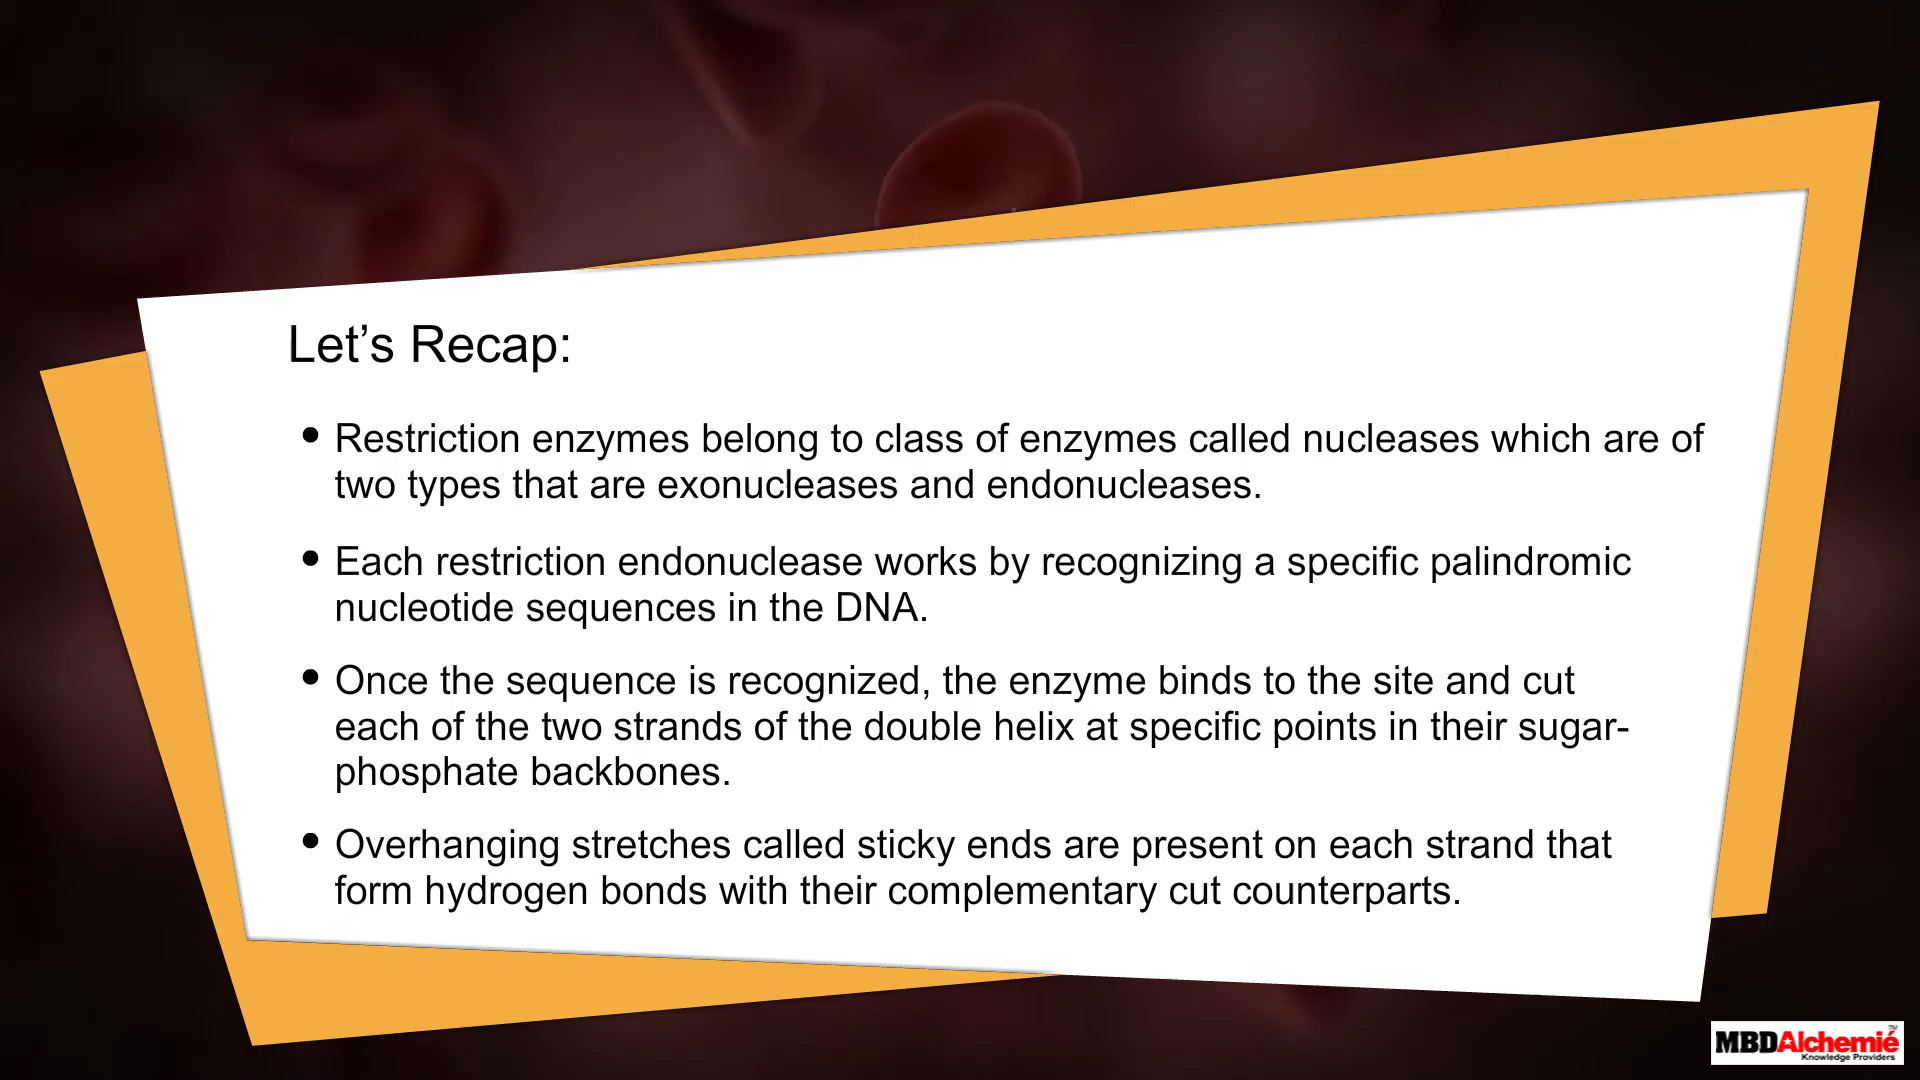 Let’s Recap:
• Restriction enzymes belong to class of enzymes called nucleases which are of
two types that are exonucleases and endonucleases.
• Each restriction endonuclease works by recognizing a specific palindromic
nucleotide sequences in the DNA.
• Once the sequence is recognized, the enzyme binds to the site and cut
each of the two strands of the double helix at specific points in their sugar-
phosphate backbones.
• Overhanging stretches called sticky ends are present on each strand that
form hydrogen bonds with their complementary cut counterparts.
MBDAlchemié™
Knowledge Providers